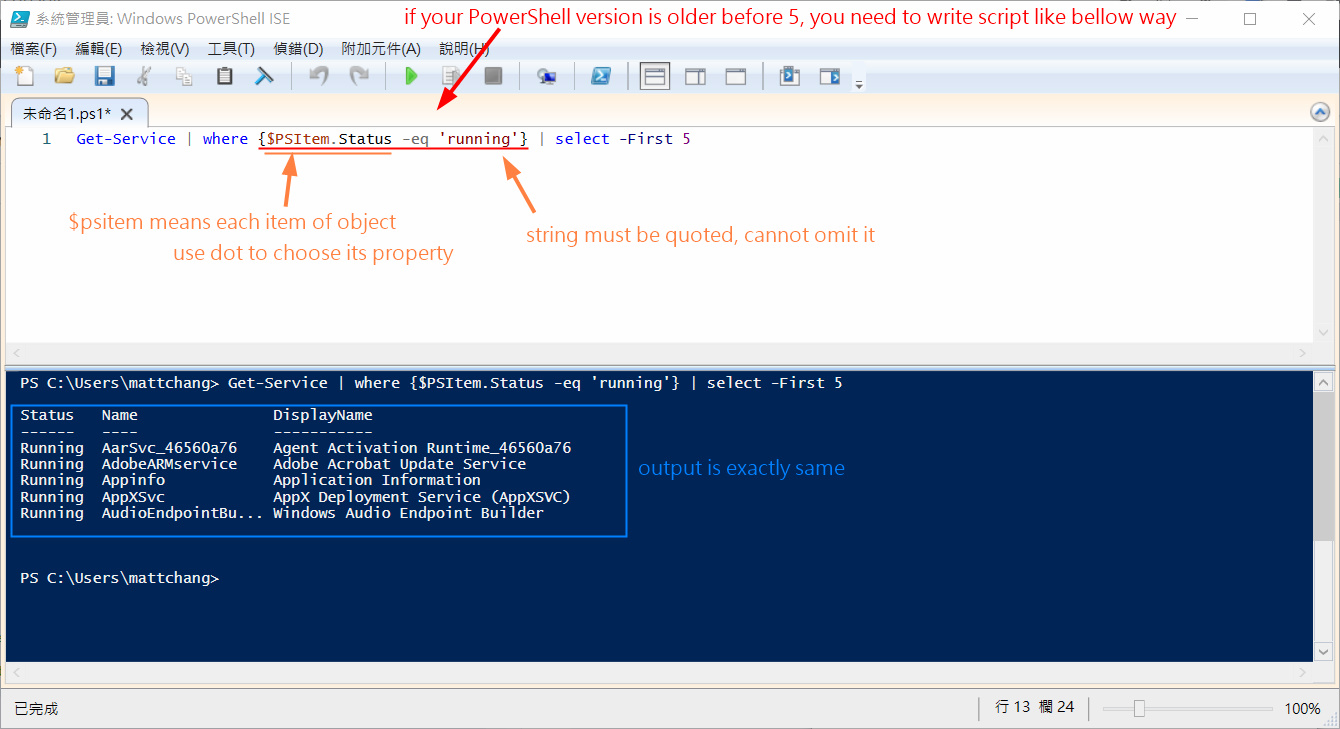 系統管理員: Windows PowerShell ISE
if your PowerShell version is older before 5, you need to write script like bellow way
檔案(F) 編輯(E) 檢視(V) 工具(T) 偵錯(D) 附加元件(A) 說明(H)
未命名1.ps1*
1 Get-Service | where {$PSItem.Status -eq 'running'} | select -First 5
$psitem means each item of object
use dot to choose its property
string must be quoted, cannot omit it
PS C:\Users\mattchang> Get-Service | where {$PSItem.Status -eq 'running'} | select -First 5
Status Name DisplayName
------ ---- -----------
Running AarSvc_46560a76 Agent Activation Runtime_46560a76
Running AdobeARMservice Adobe Acrobat Update Service
Running Appinfo Application Information
Running AppXSvc AppX Deployment Service (AppXSVC)
Running AudioEndpointBu... Windows Audio Endpoint Builder
output is exactly same
PS C:\Users\mattchang>
已完成 行 13 欄 24 100%